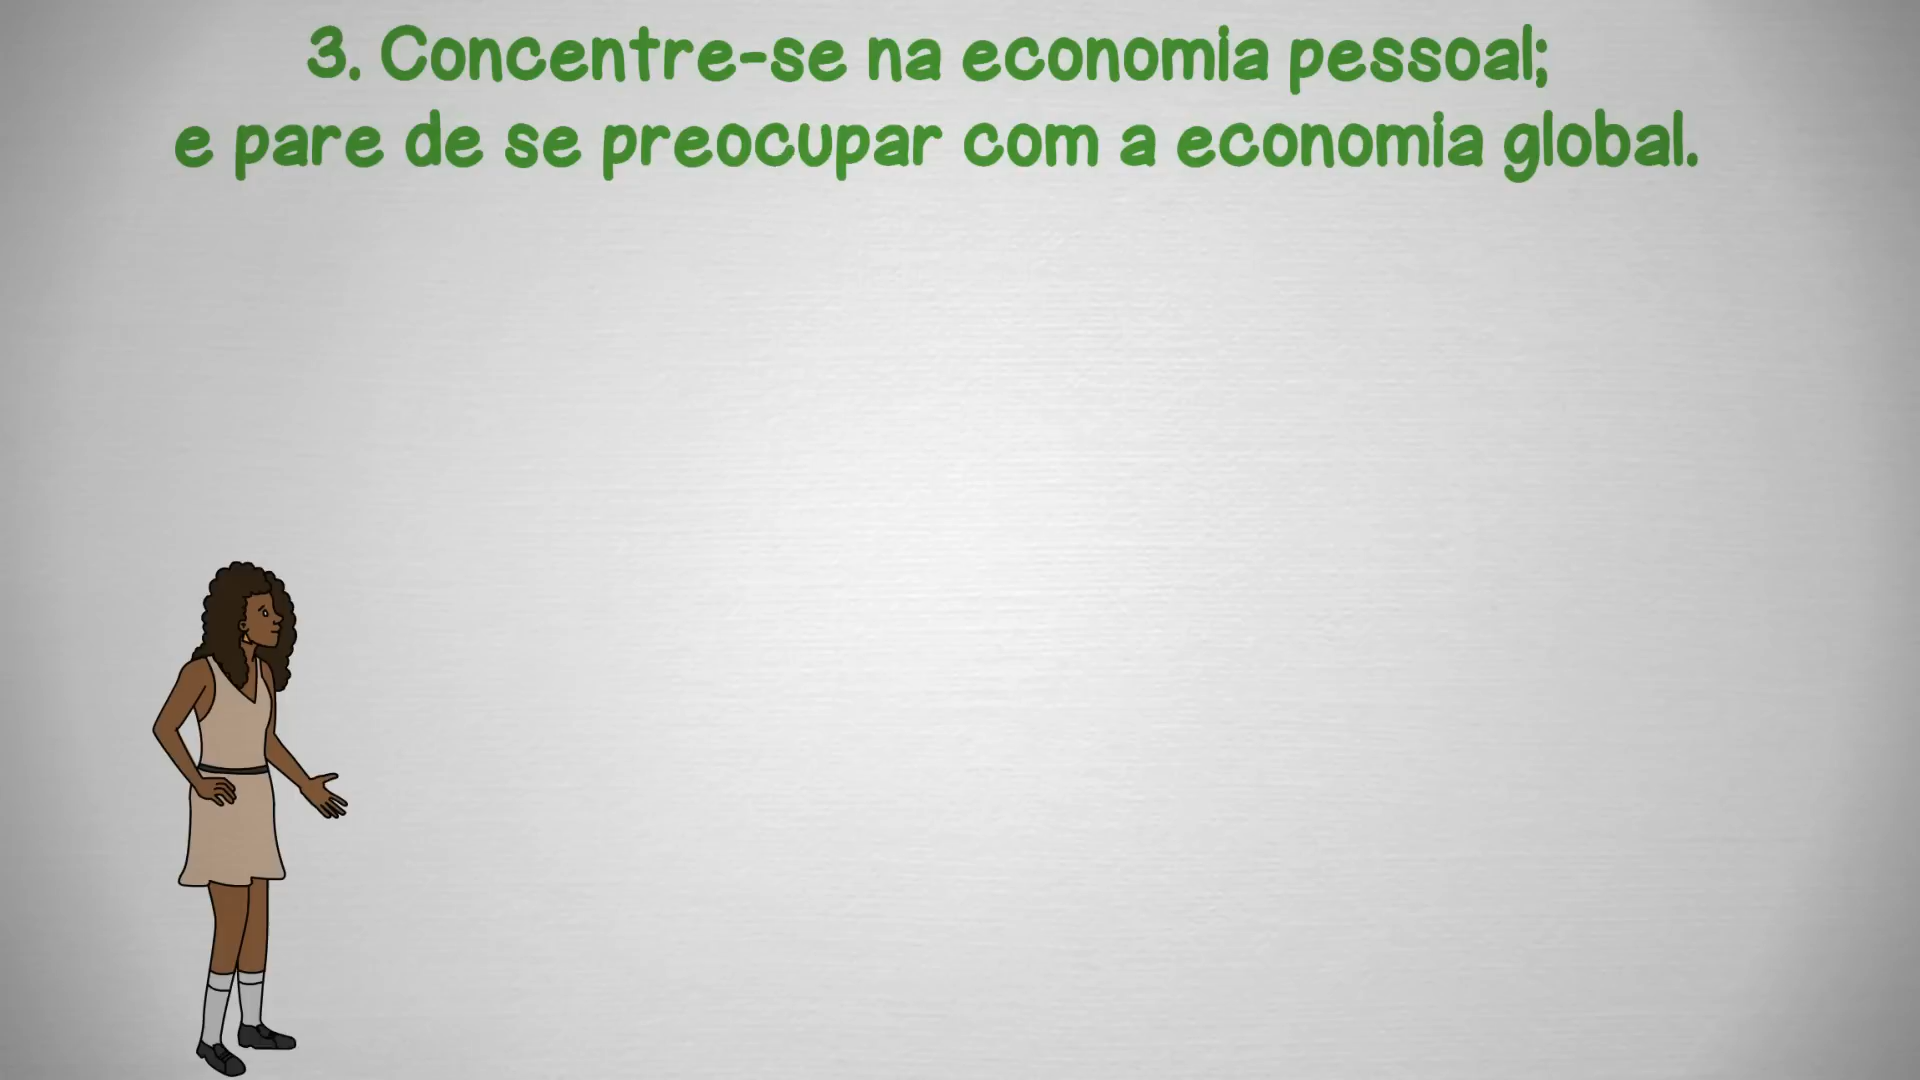 3. Concentre-se na economia pessoal;
e pare de se preocupar com a economia global.